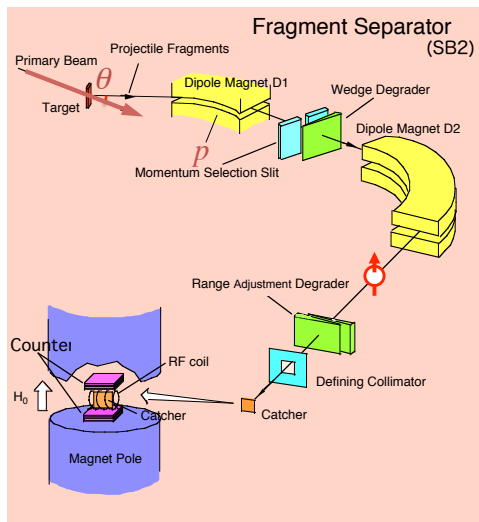 Fragment Separator
(SB2)
Projectile Fragments
Primary Beam
θ
Target
Dipole Magnet D1
p
Wedge Degrader
Dipole Magnet D2
Momentum Selection Slit
Range Adjustment Degrader
Counter
RF coil
Defining Collimator
H0
Catcher
Catcher
Magnet Pole